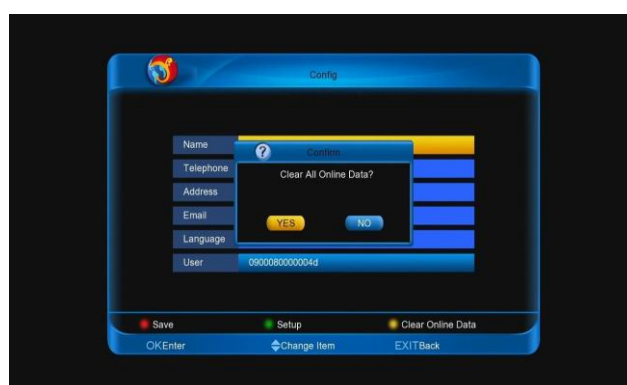 Config
Name
Confirm
Telephone
Clear All Online Data?
Address
Email
YES NO
Language
User 0900080000004d
Save Setup Clear Online Data
OKEnter Change Item EXITBack